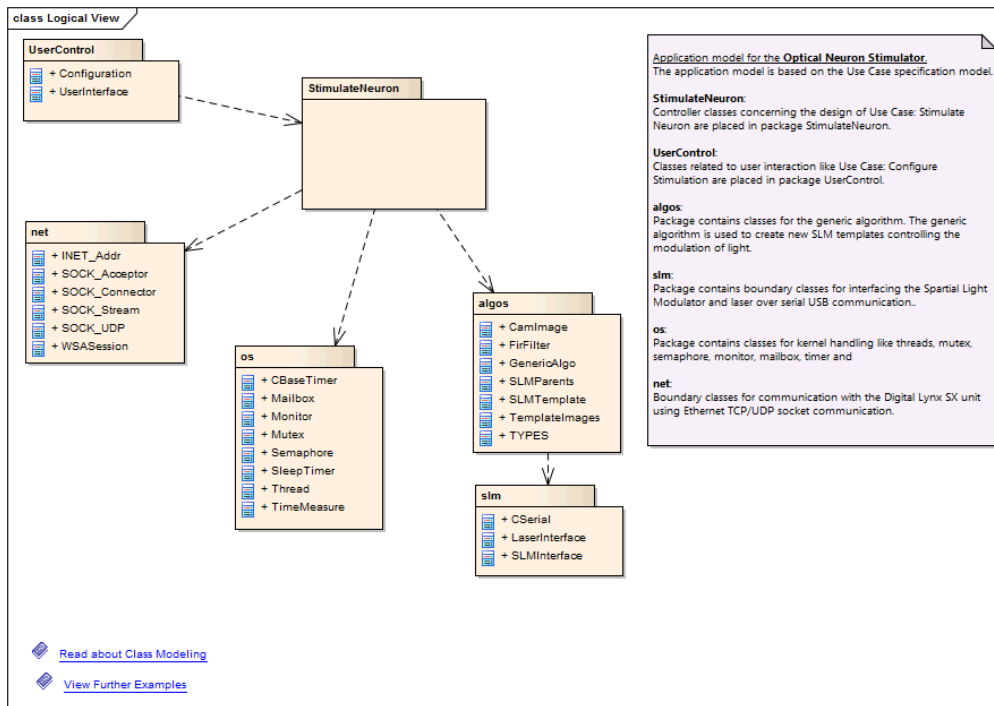 class Logical View
UserControl
+ Configuration
+ UserInterface
StimulateNeuron
net
+ INET_Addr
+ SOCK_Acceptor
+ SOCK_Connector
+ SOCK_Stream
+ SOCK_UDP
+ WSASession
os
+ CBaseTimer
+ Mailbox
+ Monitor
+ Mutex
+ Semaphore
+ SleepTimer
+ Thread
+ TimeMeasure
algos
+ CamImage
+ FirFilter
+ GenericAlgo
+ SLMParents
+ SLMTemplate
+ TemplateImages
+ TYPES
slm
+ CSerial
+ LaserInterface
+ SLMInterface
Application model for the Optical Neuron Stimulator.
The application model is based on the Use Case specification model.
StimulateNeuron:
Controller classes concerning the design of Use Case: Stimulate
Neuron are placed in package StimulateNeuron.
UserControl:
Classes related to user interaction like Use Case: Configure
Stimulation are placed in package UserControl.
algos:
Package contains classes for the generic algorithm. The generic
algorithm is used to create new SLM templates controlling the
modulation of light.
slm:
Package contains boundary classes for interfacing the Spatial Light
Modulator and laser over serial USB communication..
os:
Package contains classes for kernel handling like threads, mutex,
semaphore, monitor, mailbox, timer and
net:
Boundary classes for communication with the Digital Lynx SX unit
using Ethernet TCP/UDP socket communication.
Read about Class Modeling
View Further Examples